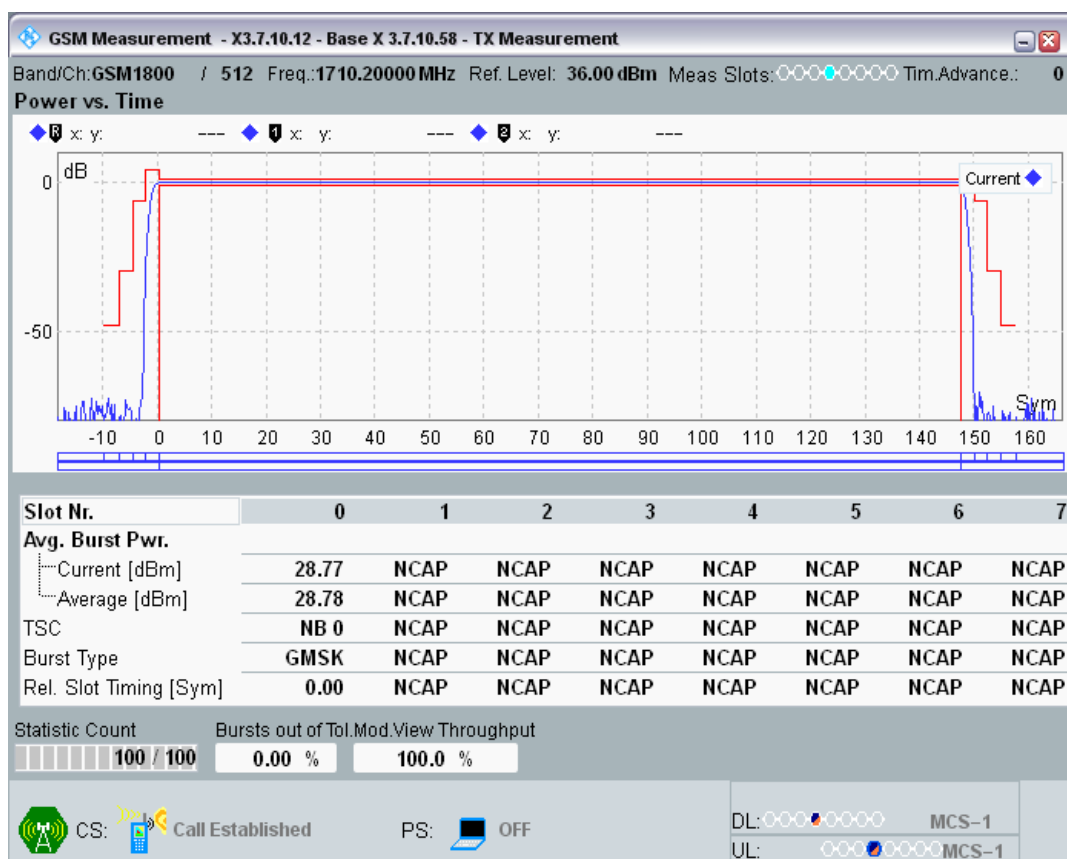 GSM Measurement - X3.7.10.12 - Base X 3.7.10.58 - TX Measurement
Band/Ch:GSM1800 / 512 Freq.:1710.20000 MHz Ref. Level: 36.00 dBm Meas Slots: Tim.Advance.: 0
Power vs. Time
R x: y: --- 1 x: y: --- 2 x: y: ---
dB
0
Current
-50
Sym
-10 0 10 20 30 40 50 60 70 80 90 100 110 120 130 140 150 160
Slot Nr. 0 1 2 3 4 5 6 7
Avg. Burst Pwr.
Current [dBm] 28.77 NCAP NCAP NCAP NCAP NCAP NCAP NCAP
Average [dBm] 28.78 NCAP NCAP NCAP NCAP NCAP NCAP NCAP
TSC NB 0 NCAP NCAP NCAP NCAP NCAP NCAP NCAP
Burst Type GMSK NCAP NCAP NCAP NCAP NCAP NCAP NCAP
Rel. Slot Timing [Sym] 0.00 NCAP NCAP NCAP NCAP NCAP NCAP NCAP
Statistic Count Bursts out of Tol.Mod.View Throughput
100 / 100 0.00 % 100.0 %
CS: Call Established PS: OFF DL: MCS-1
UL: MCS-1